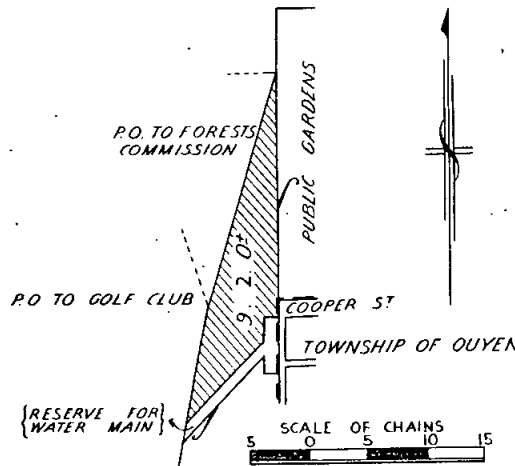 P.O. TO FORESTS
COMMISSION
PUBLIC GARDENS
9. 2. 0±
P.O TO GOLF CLUB
COOPER ST
TOWNSHIP OF OUYEN
{RESERVE FOR
WATER MAIN}
SCALE OF CHAINS
5 0 5 10 15